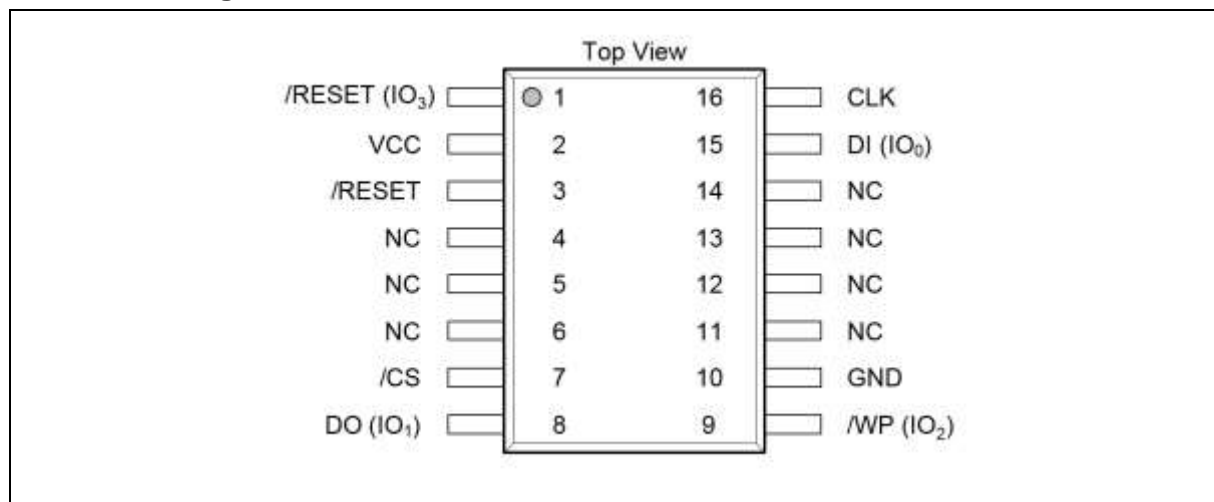 Top View
/RESET (IO₃) 1 16 CLK
VCC 2 15 DI (IO₀)
/RESET 3 14 NC
NC 4 13 NC
NC 5 12 NC
NC 6 11 NC
/CS 7 10 GND
DO (IO₁) 8 9 /WP (IO₂)